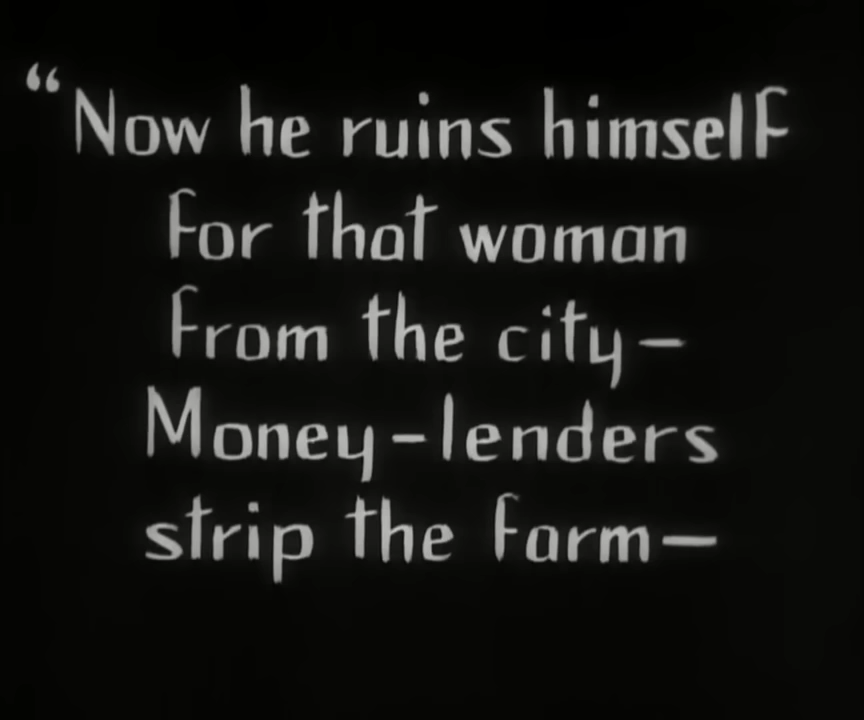 “Now he ruins himself
for that woman
from the city—
Money-lenders
strip the farm—